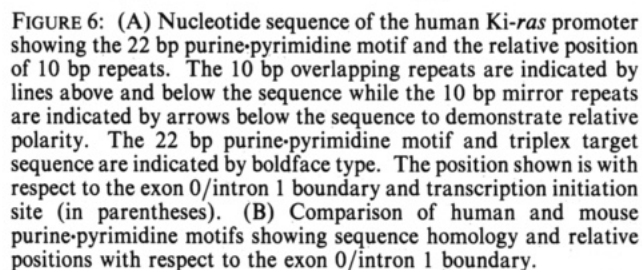 FIGURE 6: (A) Nucleotide sequence of the human Ki-ras promoter
showing the 22 bp purine•pyrimidine motif and the relative position
of 10 bp repeats. The 10 bp overlapping repeats are indicated by
lines above and below the sequence while the 10 bp mirror repeats
are indicated by arrows below the sequence to demonstrate relative
polarity. The 22 bp purine•pyrimidine motif and triplex target
sequence are indicated by boldface type. The position shown is with
respect to the exon 0/intron 1 boundary and transcription initiation
site (in parentheses). (B) Comparison of human and mouse
purine•pyrimidine motifs showing sequence homology and relative
positions with respect to the exon 0/intron 1 boundary.